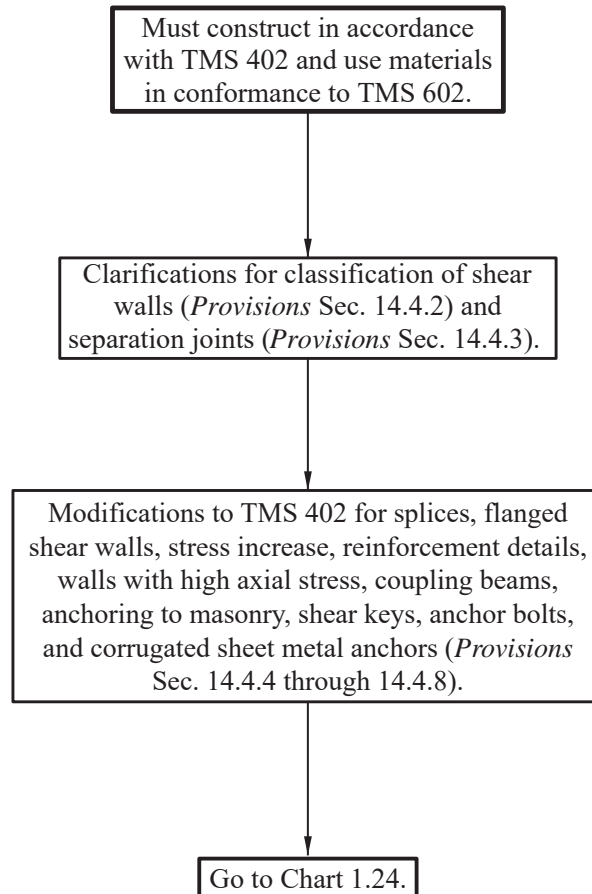 Must construct in accordance
with TMS 402 and use materials
in conformance to TMS 602.
Clarifications for classification of shear
walls (Provisions Sec. 14.4.2) and
separation joints (Provisions Sec. 14.4.3).
Modifications to TMS 402 for splices, flanged
shear walls, stress increase, reinforcement details,
walls with high axial stress, coupling beams,
anchoring to masonry, shear keys, anchor bolts,
and corrugated sheet metal anchors (Provisions
Sec. 14.4.4 through 14.4.8).
Go to Chart 1.24.